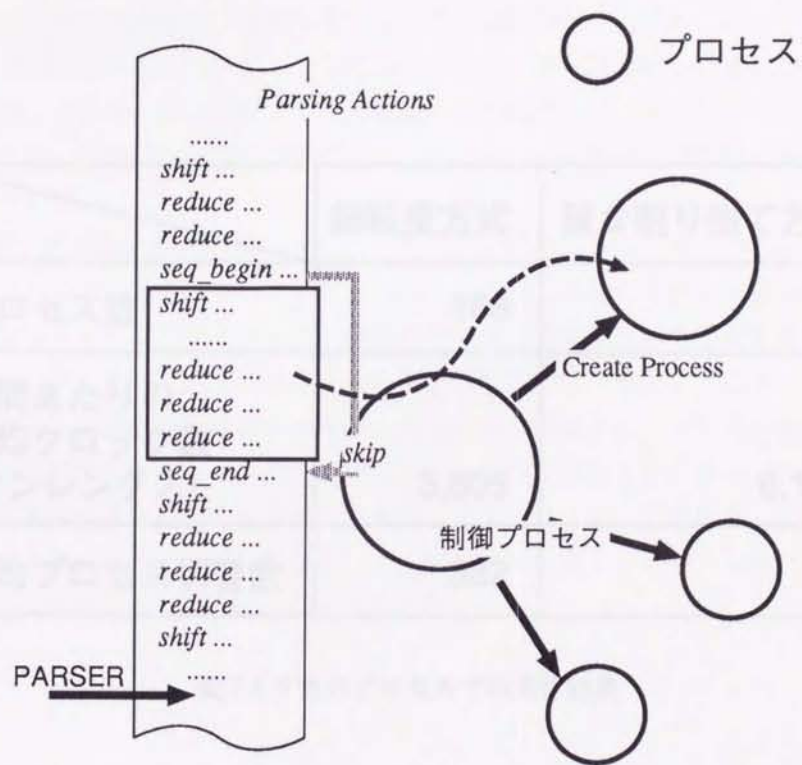 プロセス
Parsing Actions
......
shift ...
reduce ...
reduce ...
seq_begin ...
shift ...
......
reduce ...
reduce ...
reduce ...
seq_end ...
shift ...
reduce ...
reduce ...
reduce ...
shift ...
......
skip
Create Process
制御プロセス
PARSER